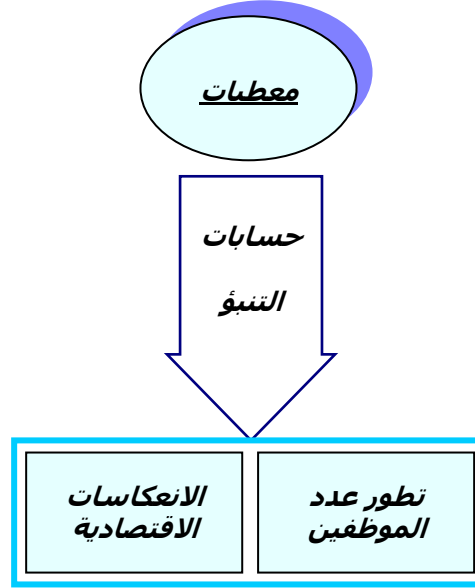 معطيات
حسابات
التنبؤ
تطور عدد
الموظفين
الانعكاسات
الاقتصادية